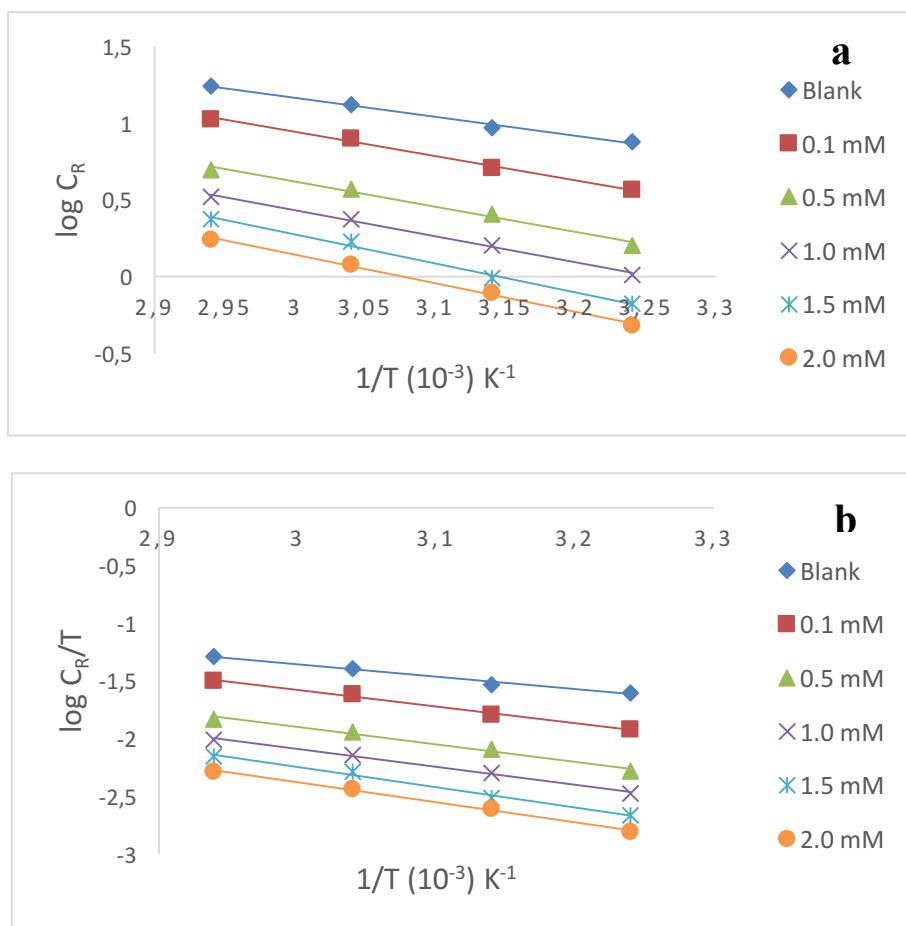 a
1,5
1
0,5
0
-0,5
2,9 2,95 3 3,05 3,1 3,15 3,2 3,25 3,3
log C_R
1/T (10⁻³) K⁻¹
Blank
0.1 mM
0.5 mM
1.0 mM
1.5 mM
2.0 mM
b
0
-0,5
-1
-1,5
-2
-2,5
-3
2,9 3 3,1 3,2 3,3
log C_R/T
1/T (10⁻³) K⁻¹
Blank
0.1 mM
0.5 mM
1.0 mM
1.5 mM
2.0 mM